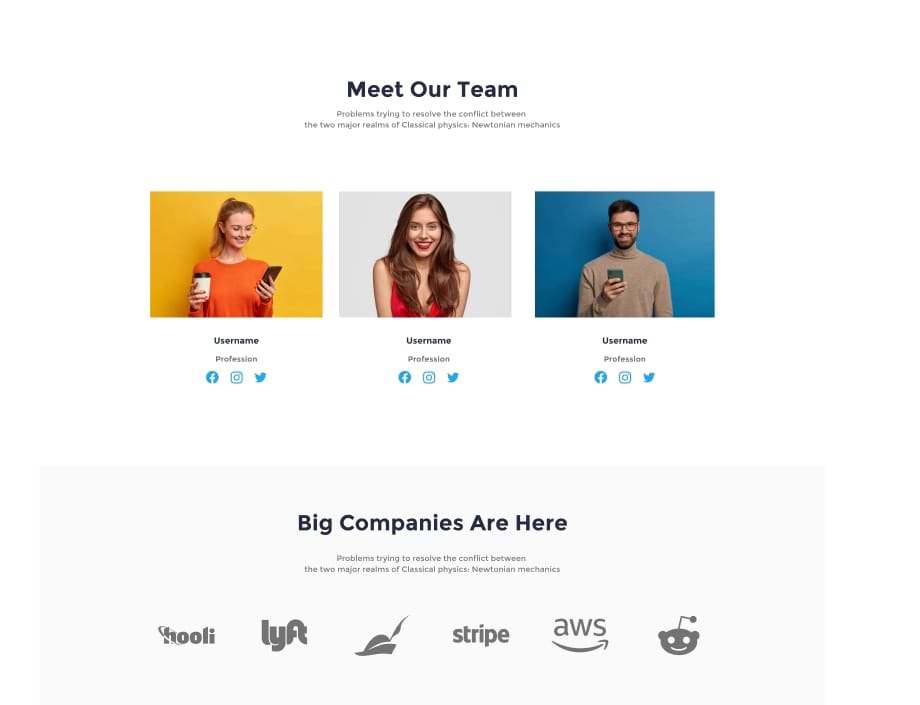 Meet Our Team
Problems trying to resolve the conflict between
the two major realms of Classical physics: Newtonian mechanics
Username
Username
Username
Profession
Profession
Profession
Big Companies Are Here
Problems trying to resolve the conflict between
the two major realms of Classical physics: Newtonian mechanics
hooli lyft stripe aws